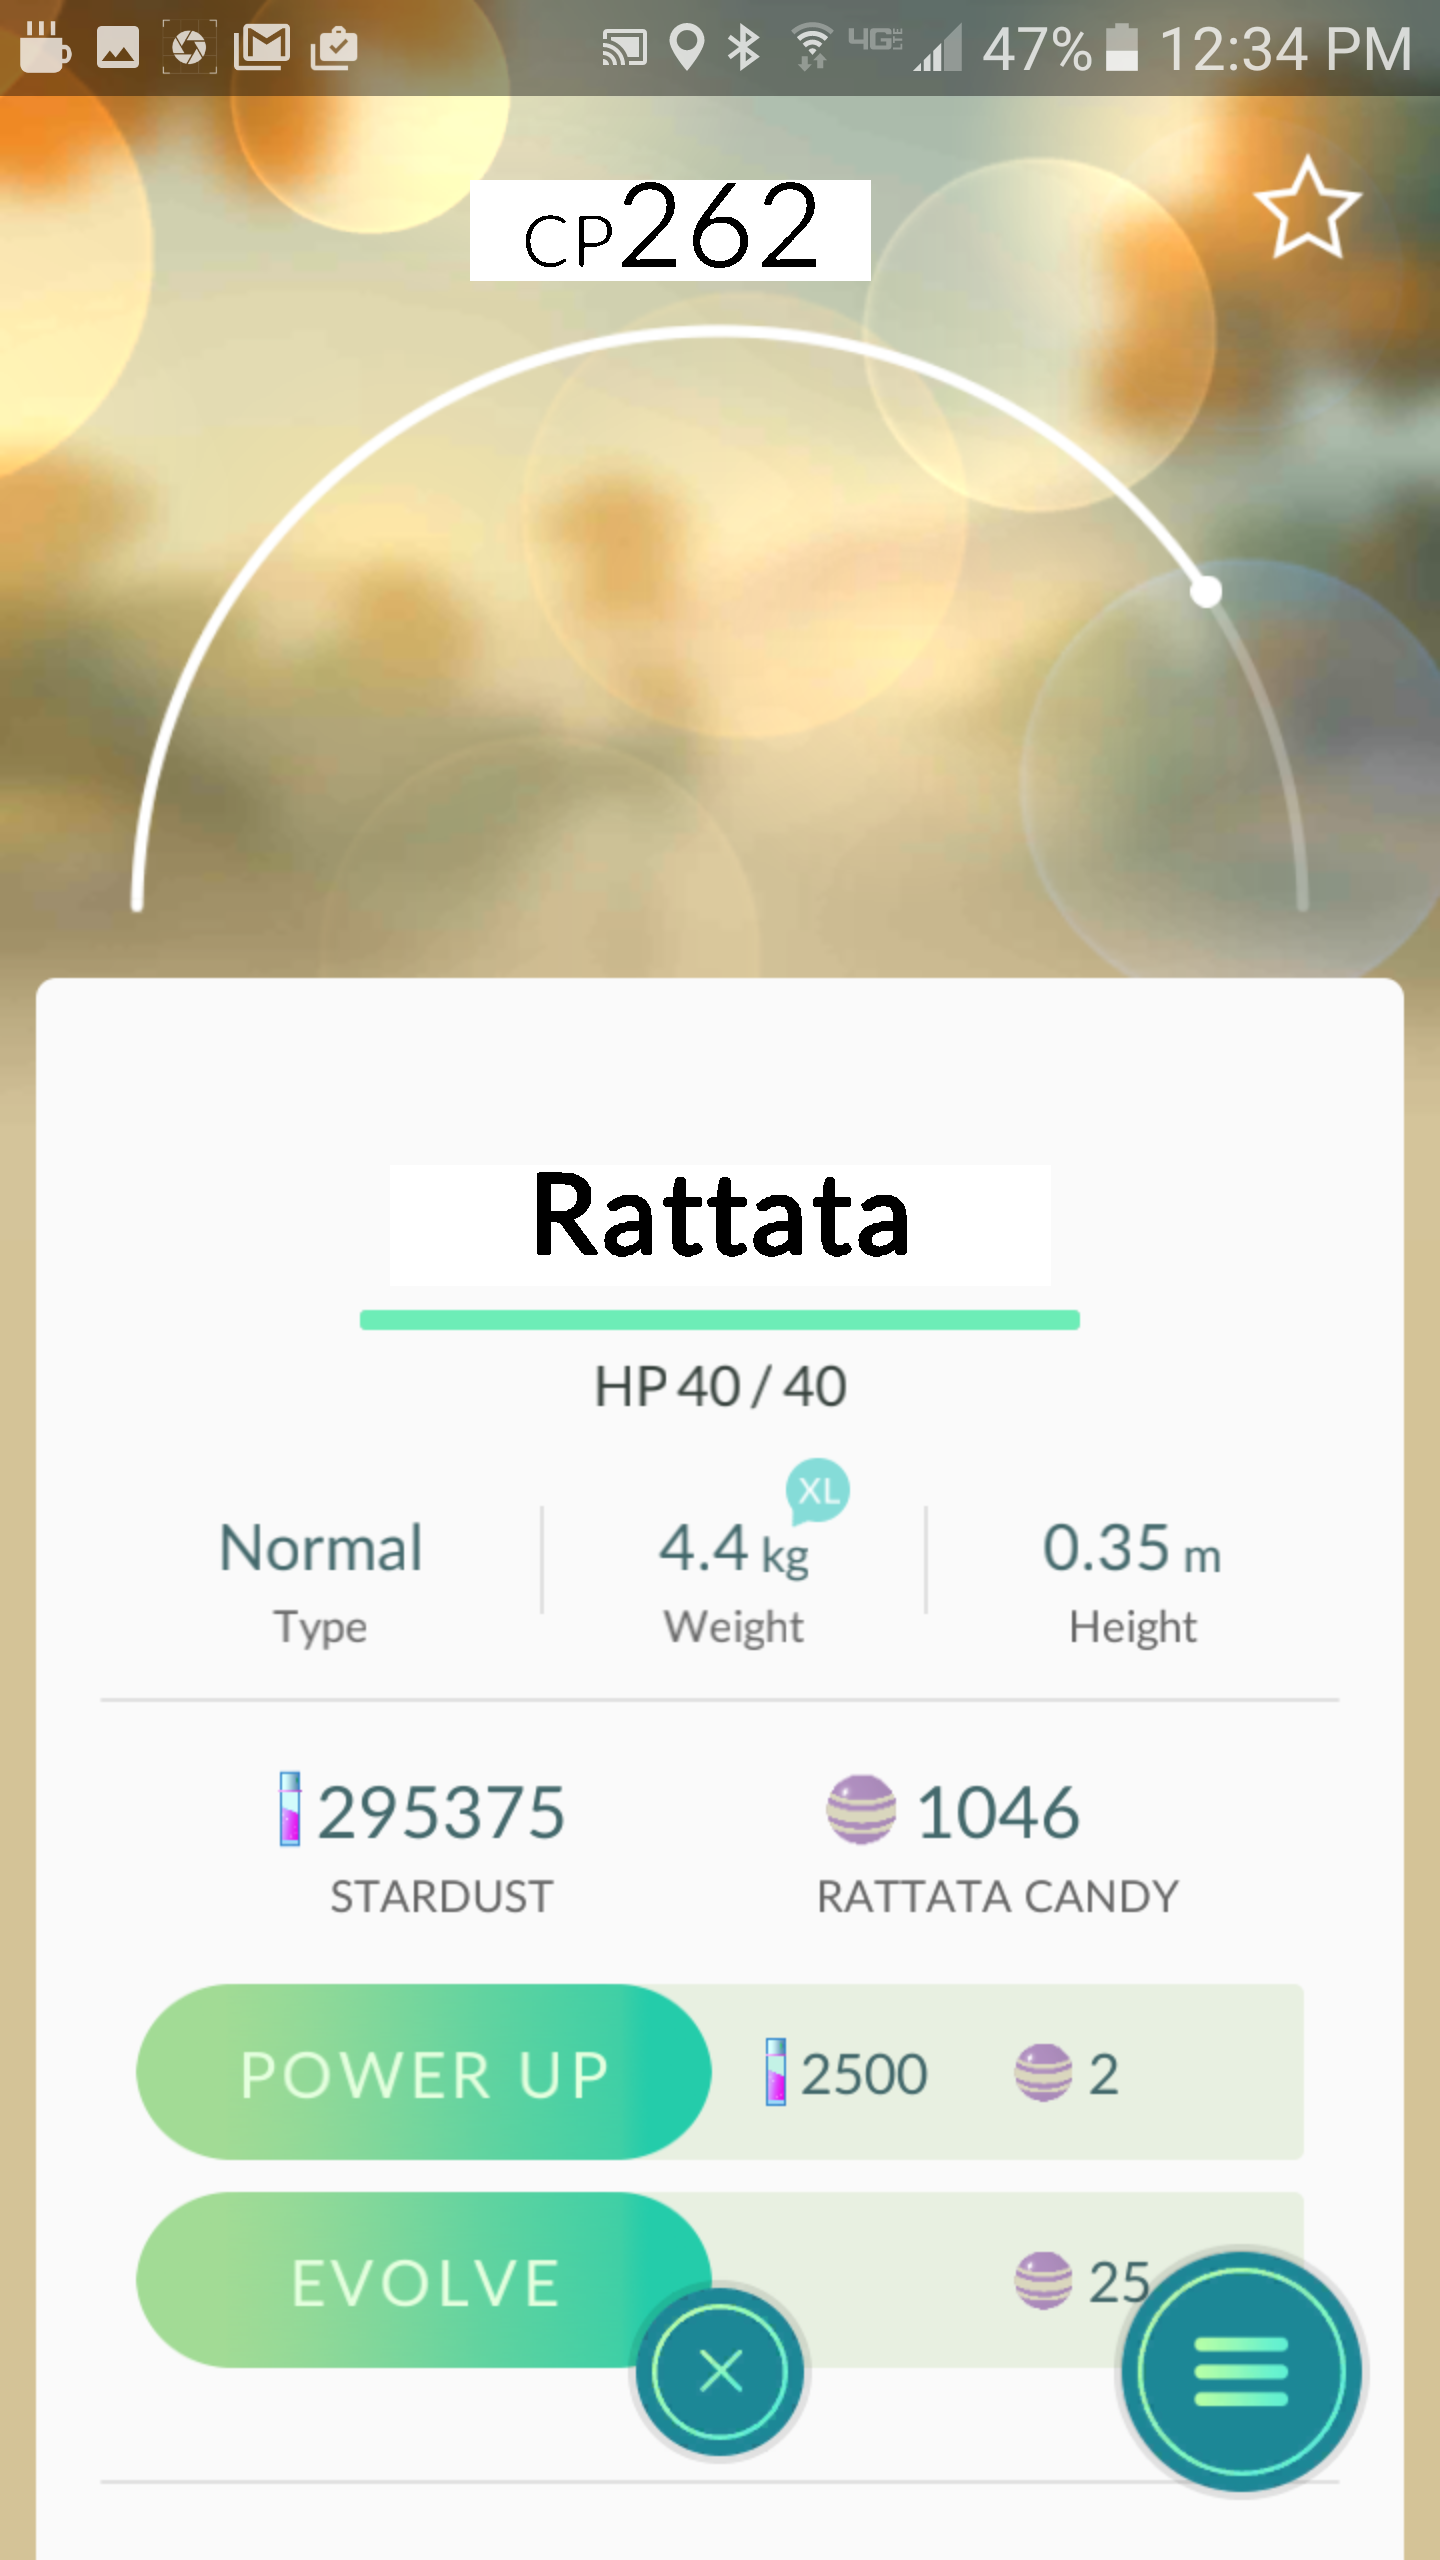 4G LTE 47% 12:34 PM
CP262
Rattata
HP 40 / 40
XL
Normal 4.4 kg 0.35 m
Type Weight Height
295375 1046
STARDUST RATTATA CANDY
POWER UP 2500 2
EVOLVE 25